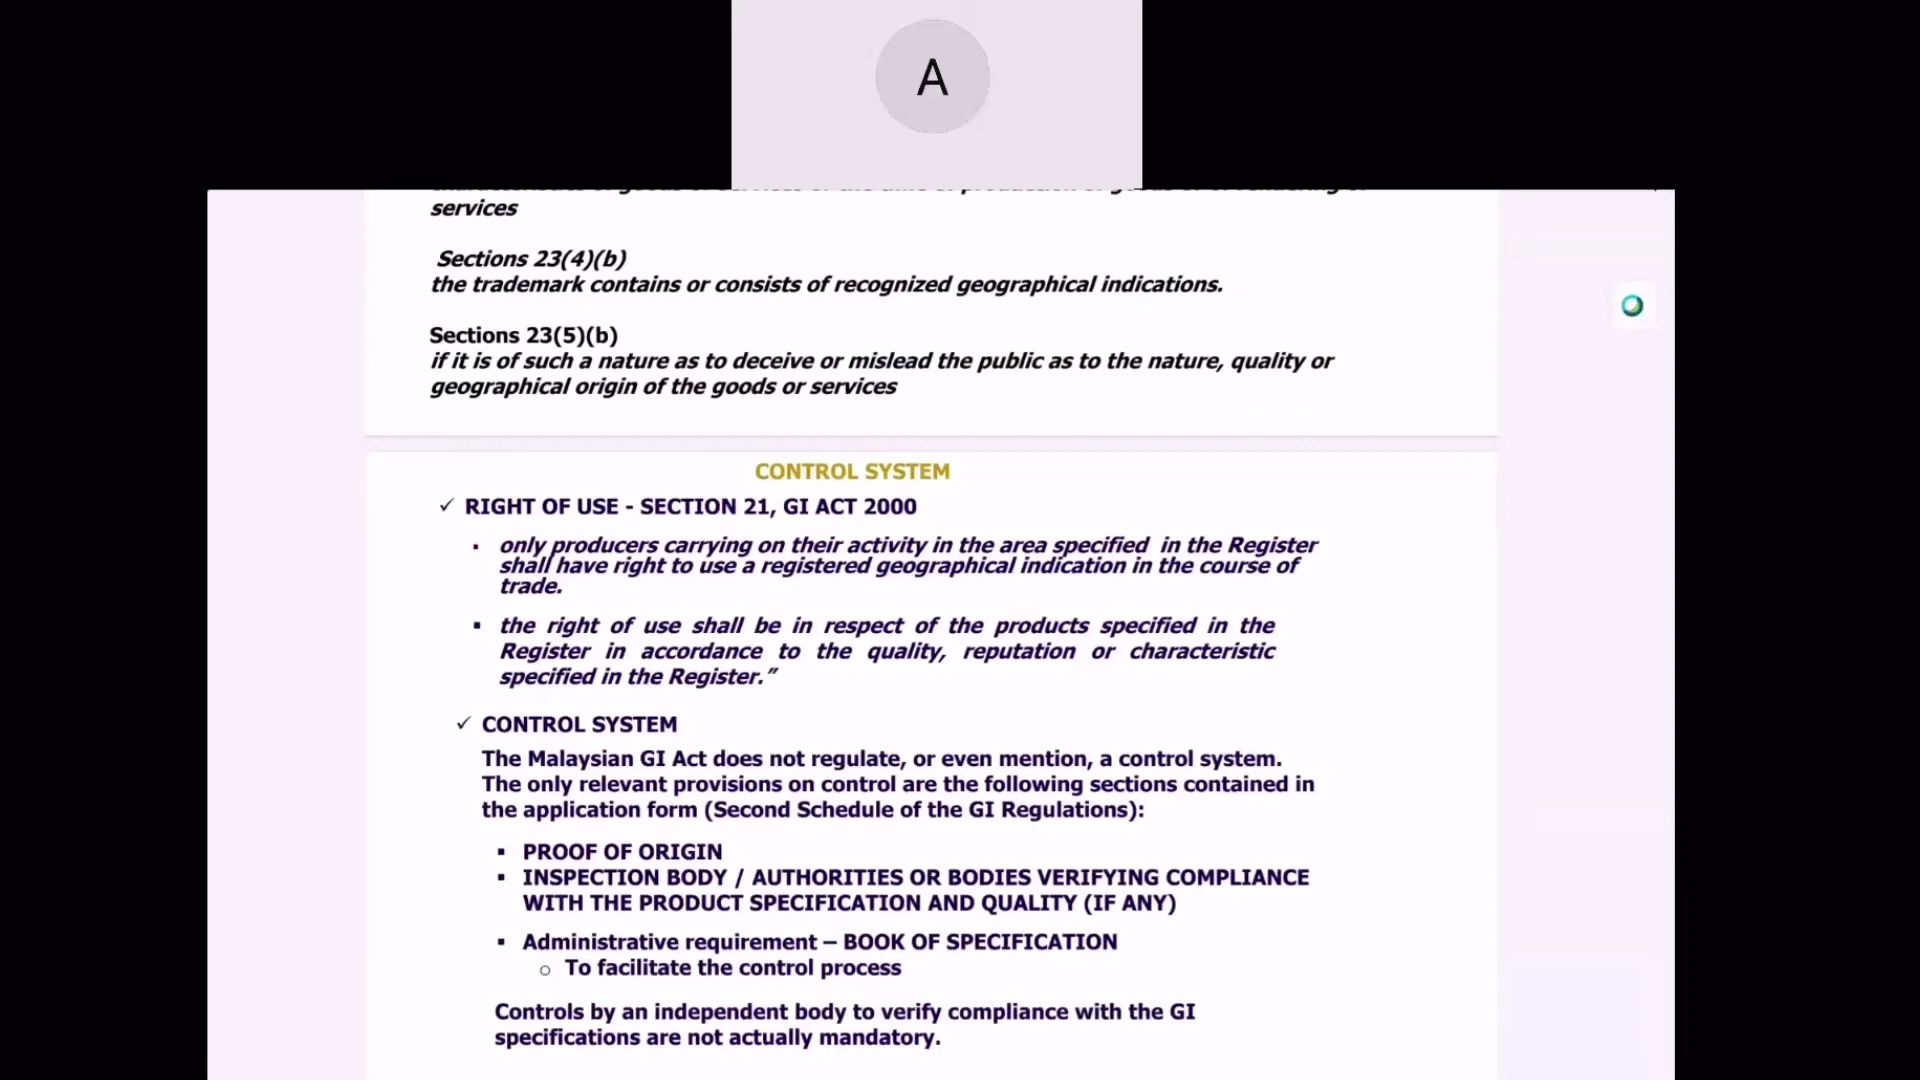 A
services
Sections 23(4)(b)
the trademark contains or consists of recognized geographical indications.
Sections 23(5)(b)
if it is of such a nature as to deceive or mislead the public as to the nature, quality or
geographical origin of the goods or services
CONTROL SYSTEM
✓ RIGHT OF USE - SECTION 21, GI ACT 2000
▪ only producers carrying on their activity in the area specified in the Register
shall have right to use a registered geographical indication in the course of
trade.
▪ the right of use shall be in respect of the products specified in the
Register in accordance to the quality, reputation or characteristic
specified in the Register.”
✓ CONTROL SYSTEM
The Malaysian GI Act does not regulate, or even mention, a control system.
The only relevant provisions on control are the following sections contained in
the application form (Second Schedule of the GI Regulations):
▪ PROOF OF ORIGIN
▪ INSPECTION BODY / AUTHORITIES OR BODIES VERIFYING COMPLIANCE
WITH THE PRODUCT SPECIFICATION AND QUALITY (IF ANY)
▪ Administrative requirement – BOOK OF SPECIFICATION
o To facilitate the control process
Controls by an independent body to verify compliance with the GI
specifications are not actually mandatory.